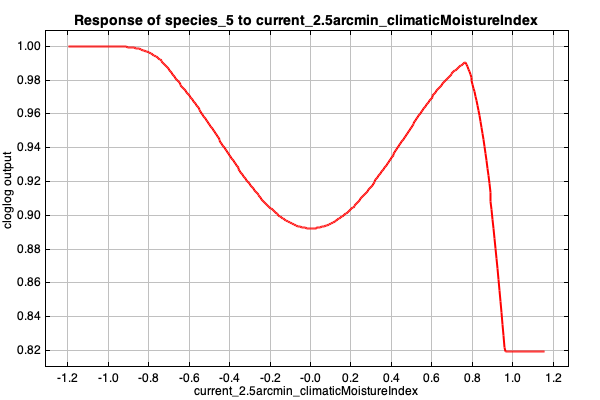 Response of species_5 to current_2.5arcmin_climaticMoistureIndex
1.00
0.98
0.96
0.94
0.92
0.90
0.88
0.86
0.84
0.82
cloglog output
-1.2 -1.0 -0.8 -0.6 -0.4 -0.2 -0.0 0.2 0.4 0.6 0.8 1.0 1.2
current_2.5arcmin_climaticMoistureIndex